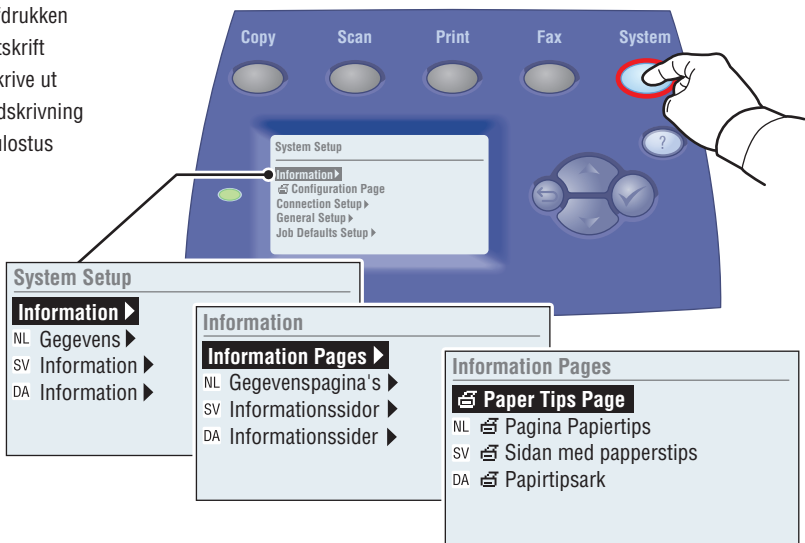 fdrukken
tskrift
krive ut
dskrivning
ulostus
Copy Scan Print Fax System
?
System Setup
Information
Configuration Page
Connection Setup
General Setup
Job Defaults Setup
System Setup
Information
NL Gegevens
SV Information
DA Information
Information
Information Pages
NL Gegevenspagina's
SV Informationssidor
DA Informationssider
Information Pages
Paper Tips Page
NL Pagina Papiertips
SV Sidan med papperstips
DA Papirtipsark